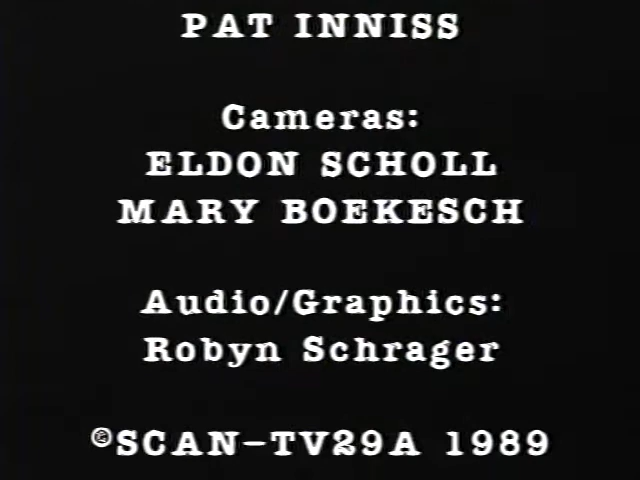 PAT INNISS
Cameras:
ELDON SCHOLL
MARY BOEKESCH
Audio/Graphics:
Robyn Schrager
©SCAN-TV29A 1989